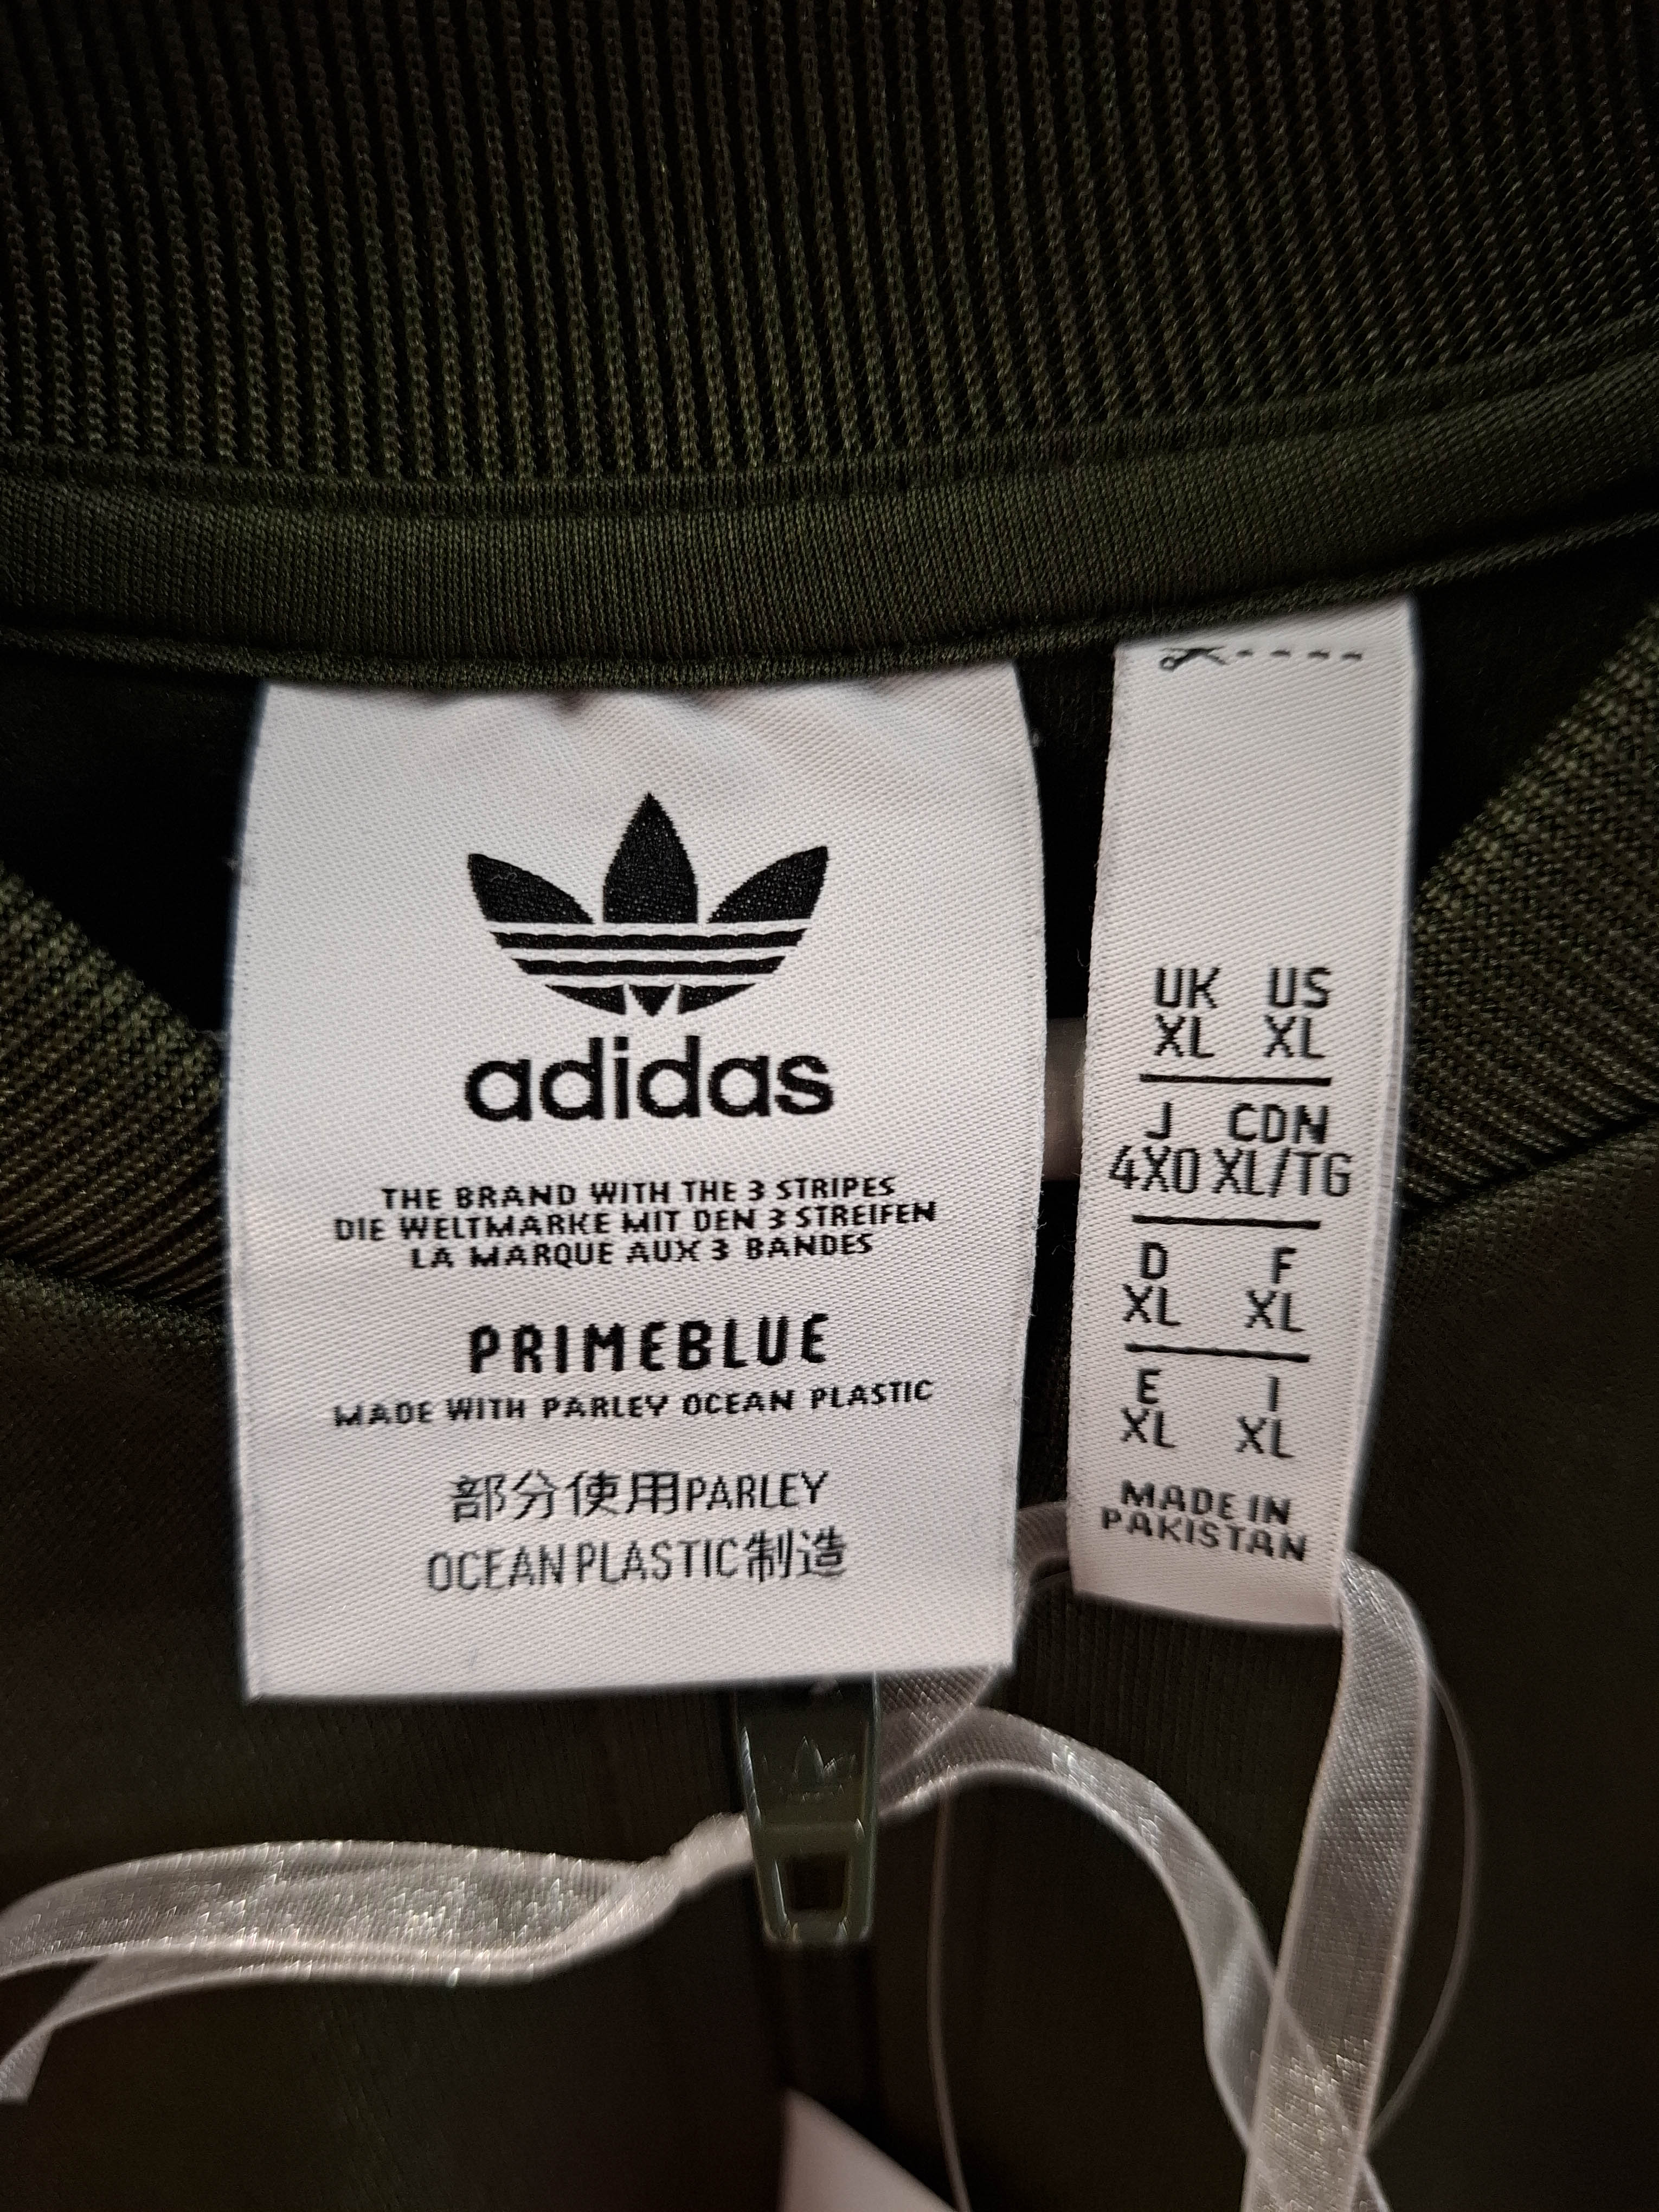 adidas
THE BRAND WITH THE 3 STRIPES
DIE WELTMARKE MIT DEN 3 STREIFEN
LA MARQUE AUX 3 BANDES
PRIMEBLUE
MADE WITH PARLEY OCEAN PLASTIC
部分使用PARLEY
OCEAN PLASTIC制造
UK US
XL XL
J CDN
4XO XL/TG
D F
XL XL
E I
XL XL
MADE IN
PAKISTAN